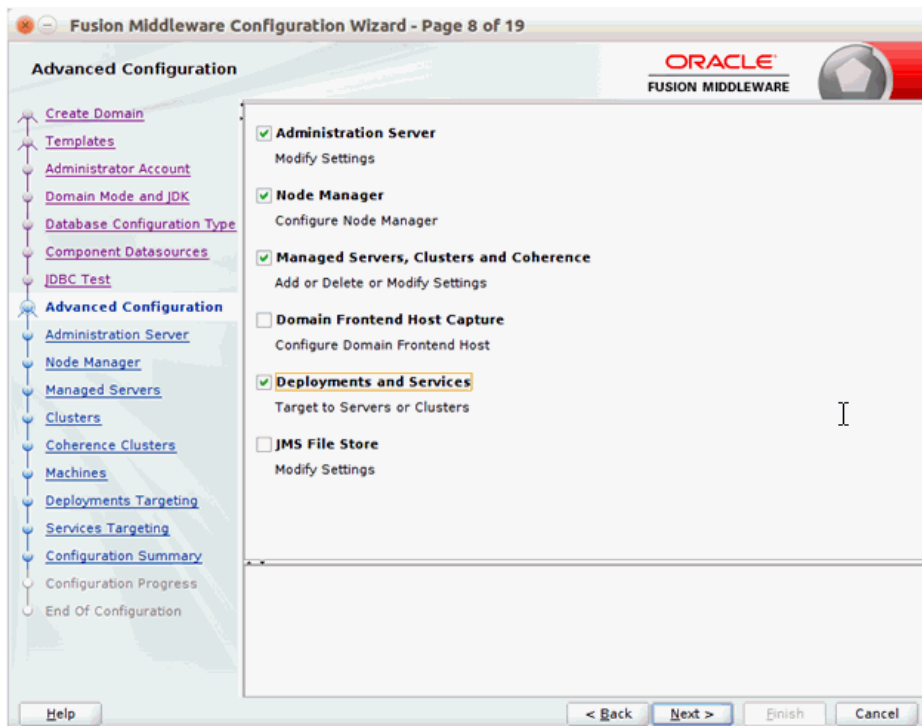 Fusion Middleware Configuration Wizard - Page 8 of 19
Advanced Configuration
ORACLE
FUSION MIDDLEWARE
Create Domain
Templates
Administrator Account
Domain Mode and JDK
Database Configuration Type
Component Datasources
JDBC Test
Advanced Configuration
Administration Server
Node Manager
Managed Servers
Clusters
Coherence Clusters
Machines
Deployments Targeting
Services Targeting
Configuration Summary
Configuration Progress
End Of Configuration
Administration Server
Modify Settings
Node Manager
Configure Node Manager
Managed Servers, Clusters and Coherence
Add or Delete or Modify Settings
Domain Frontend Host Capture
Configure Domain Frontend Host
Deployments and Services
Target to Servers or Clusters
JMS File Store
Modify Settings
Help
< Back
Next >
Finish
Cancel